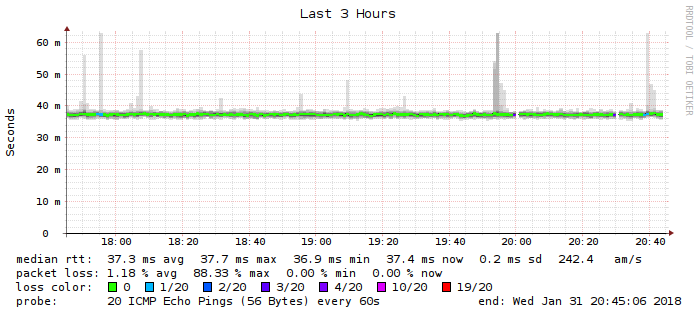 Last 3 Hours
RRDTOOL / TOBI OETIKER
Seconds
60 m
50 m
40 m
30 m
20 m
10 m
0
18:00 18:20 18:40 19:00 19:20 19:40 20:00 20:20 20:40
median rtt: 37.3 ms avg 37.7 ms max 36.9 ms min 37.4 ms now 0.2 ms sd 242.4 am/s
packet loss: 1.18 % avg 88.33 % max 0.00 % min 0.00 % now
loss color: 0 1/20 2/20 3/20 4/20 10/20 19/20
probe: 20 ICMP Echo Pings (56 Bytes) every 60s end: Wed Jan 31 20:45:06 2018